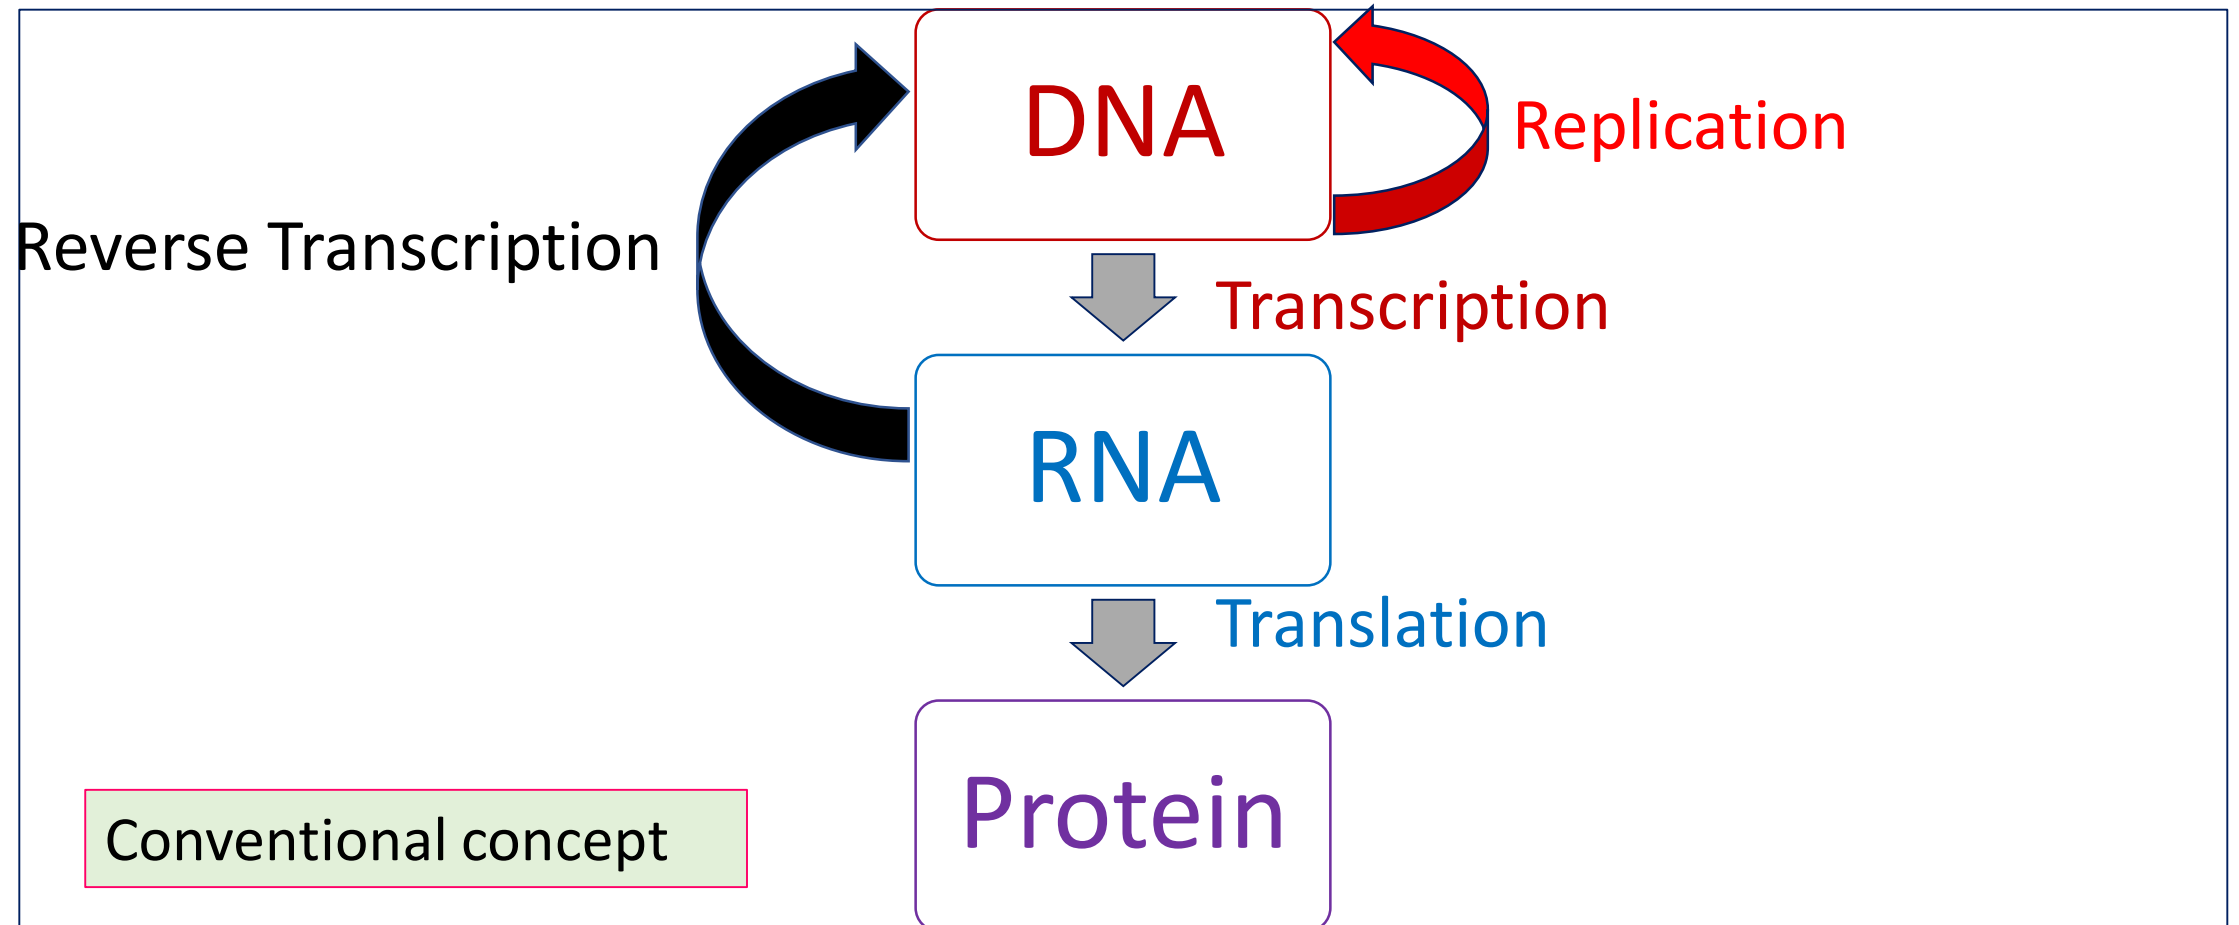 DNA
Replication
Reverse Transcription
Transcription
RNA
Translation
Protein
Conventional concept